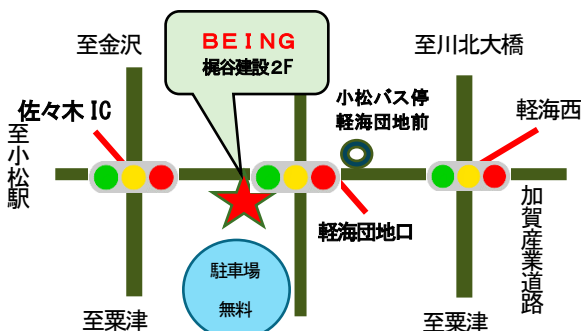 至金沢
BEING
梶谷建設2F
至川北大橋
小松バス停
軽海団地前
佐々木IC
軽海西
至小松駅
加賀産業道路
軽海団地口
駐車場
無料
至粟津
至粟津